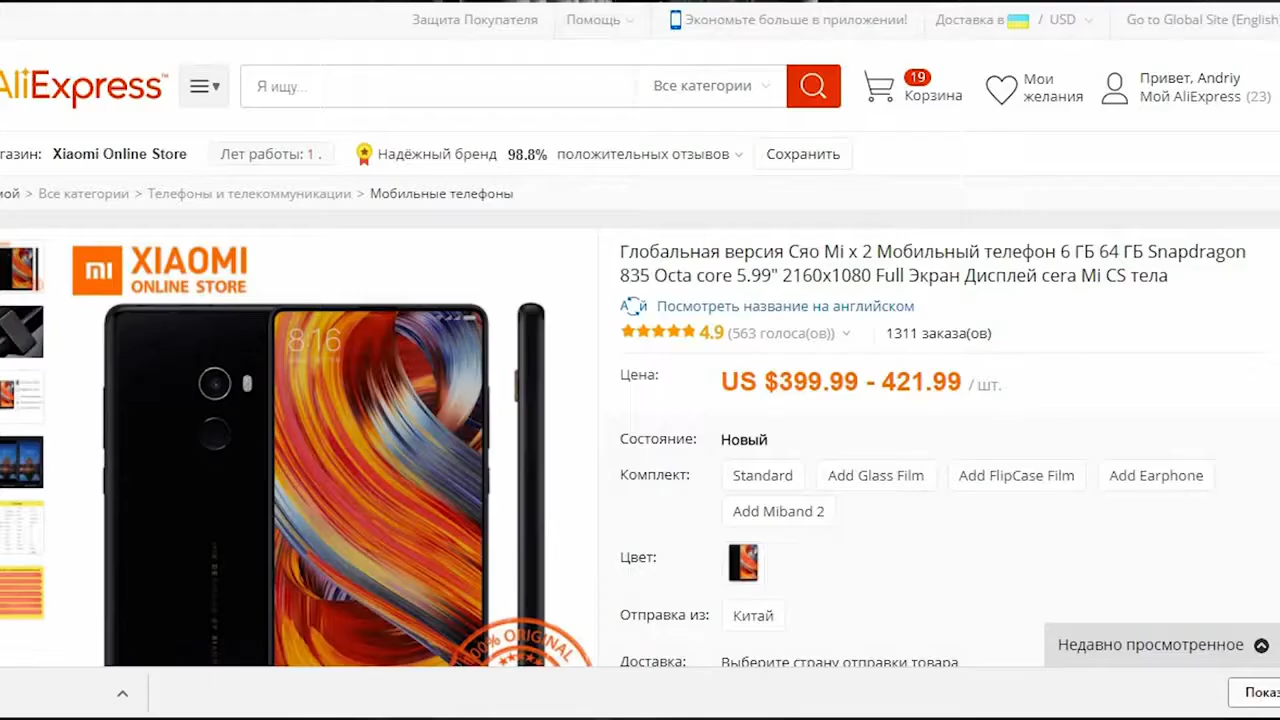 Защита Покупателя Помощь Экономьте больше в приложении! Доставка в / USD Go to Global Site (English
AliExpress™ Я ищу... Все категории 19 Корзина Мои желания Привет, Andriy Мой AliExpress (23)
газин: Xiaomi Online Store Лет работы: 1 . Надёжный бренд 98.8% положительных отзывов Сохранить
мой > Все категории > Телефоны и телекоммуникации > Мобильные телефоны
mi XIAOMI
ONLINE STORE
8:16
100% ORIGINAL
Глобальная версия Сяо Mi x 2 Мобильный телефон 6 ГБ 64 ГБ Snapdragon
835 Octa core 5.99" 2160x1080 Full Экран Дисплей сега Mi CS тела
Посмотреть название на английском
4.9 (563 голоса(ов)) 1311 заказа(ов)
Цена: US $399.99 - 421.99 / шт.
Состояние: Новый
Комплект: Standard Add Glass Film Add FlipCase Film Add Earphone
Add Miband 2
Цвет:
Отправка из: Китай
Доставка: Выберите страну отправки товара
Недавно просмотренное
Показ